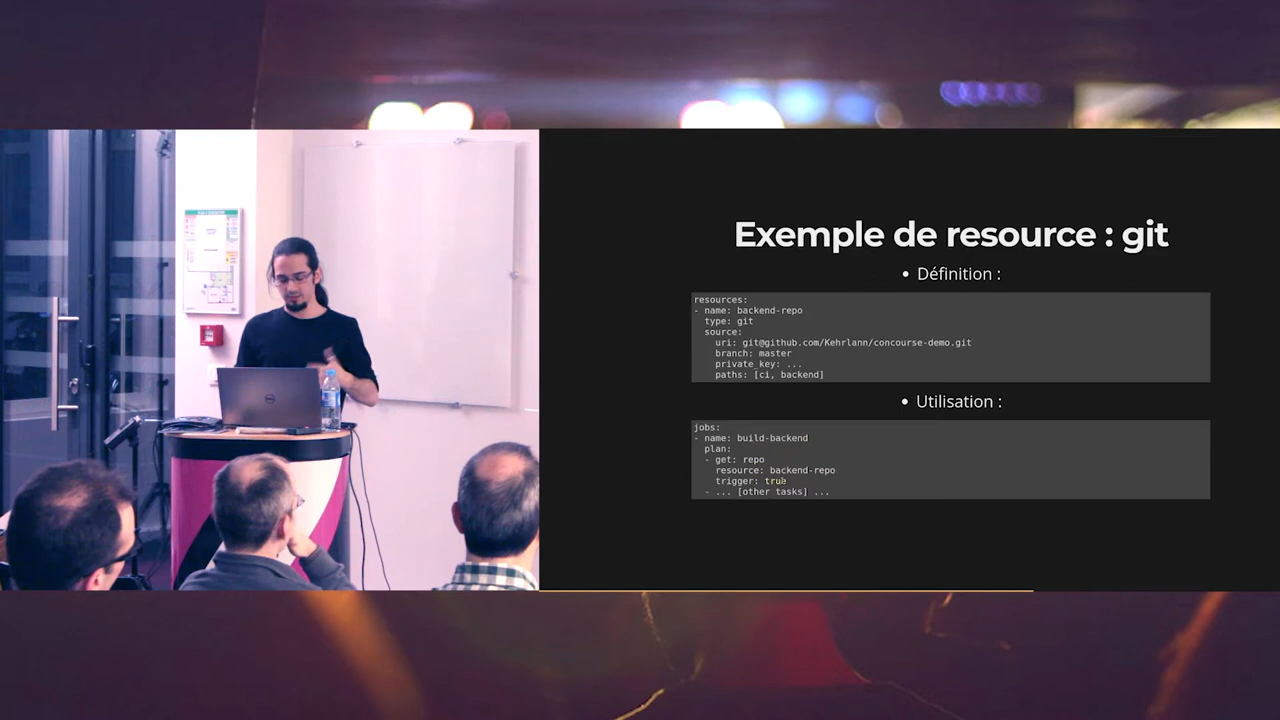 Exemple de resource : git
• Définition :
resources:
- name: backend-repo
  type: git
  source:
    uri: git@github.com/Kehrlann/concourse-demo.git
    branch: master
    private_key: ...
    paths: [ci, backend]
• Utilisation :
jobs:
- name: build-backend
  plan:
  - get: repo
    resource: backend-repo
    trigger: true
  - ... [other tasks] ...